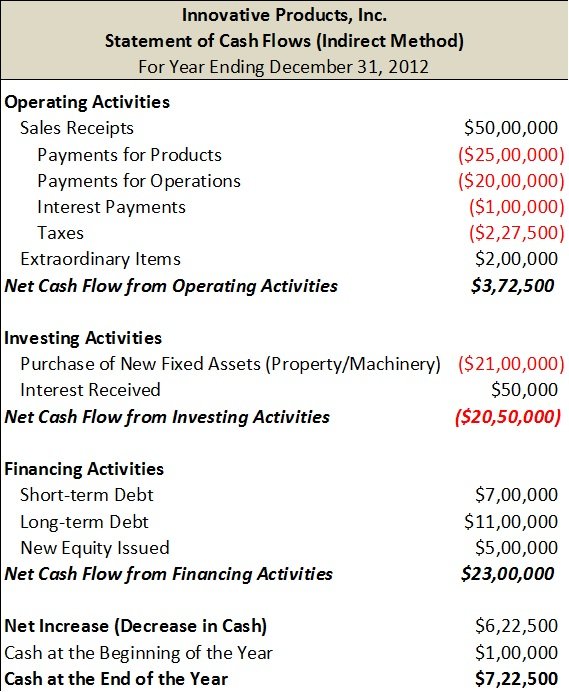 Innovative Products, Inc.
Statement of Cash Flows (Indirect Method)
For Year Ending December 31, 2012
Operating Activities
Sales Receipts $50,00,000
Payments for Products ($25,00,000)
Payments for Operations ($20,00,000)
Interest Payments ($1,00,000)
Taxes ($2,27,500)
Extraordinary Items $2,00,000
Net Cash Flow from Operating Activities $3,72,500
Investing Activities
Purchase of New Fixed Assets (Property/Machinery) ($21,00,000)
Interest Received $50,000
Net Cash Flow from Investing Activities ($20,50,000)
Financing Activities
Short-term Debt $7,00,000
Long-term Debt $11,00,000
New Equity Issued $5,00,000
Net Cash Flow from Financing Activities $23,00,000
Net Increase (Decrease in Cash) $6,22,500
Cash at the Beginning of the Year $1,00,000
Cash at the End of the Year $7,22,500